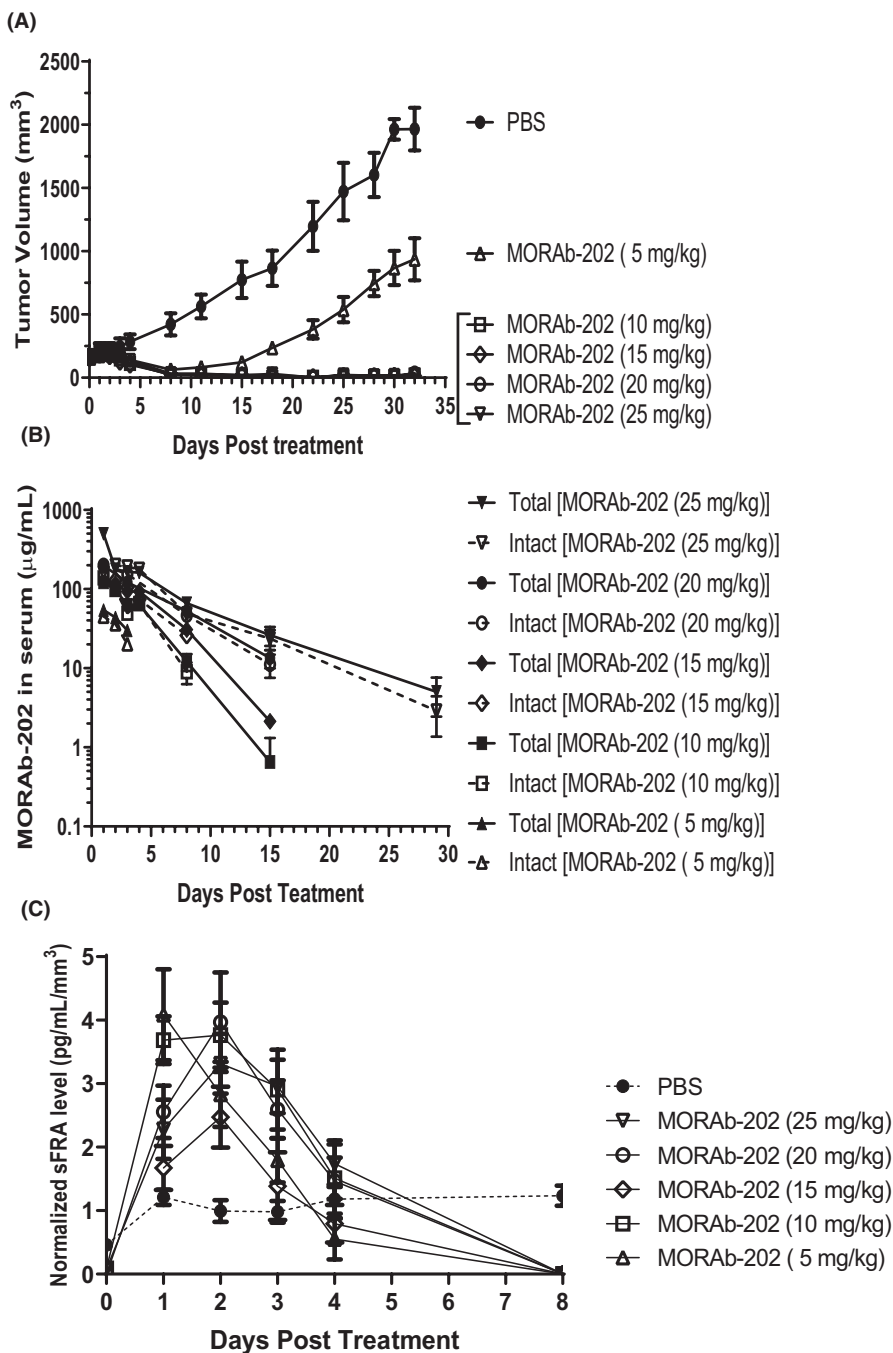 (A)
Tumor Volume (mm³)
2500
2000
1500
1000
500
0
0 5 10 15 20 25 30 35
Days Post treatment
PBS
MORAb-202 ( 5 mg/kg)
MORAb-202 (10 mg/kg)
MORAb-202 (15 mg/kg)
MORAb-202 (20 mg/kg)
MORAb-202 (25 mg/kg)
(B)
MORAb-202 in serum (μg/mL)
1000
100
10
1
0.1
0 5 10 15 20 25 30
Days Post Teatment
Total [MORAb-202 (25 mg/kg)]
Intact [MORAb-202 (25 mg/kg)]
Total [MORAb-202 (20 mg/kg)]
Intact [MORAb-202 (20 mg/kg)]
Total [MORAb-202 (15 mg/kg)]
Intact [MORAb-202 (15 mg/kg)]
Total [MORAb-202 (10 mg/kg)]
Intact [MORAb-202 (10 mg/kg)]
Total [MORAb-202 ( 5 mg/kg)]
Intact [MORAb-202 ( 5 mg/kg)]
(C)
Normalized sFRA level (pg/mL/mm³)
5
4
3
2
1
0
0 1 2 3 4 5 6 7 8
Days Post Treatment
PBS
MORAb-202 (25 mg/kg)
MORAb-202 (20 mg/kg)
MORAb-202 (15 mg/kg)
MORAb-202 (10 mg/kg)
MORAb-202 ( 5 mg/kg)